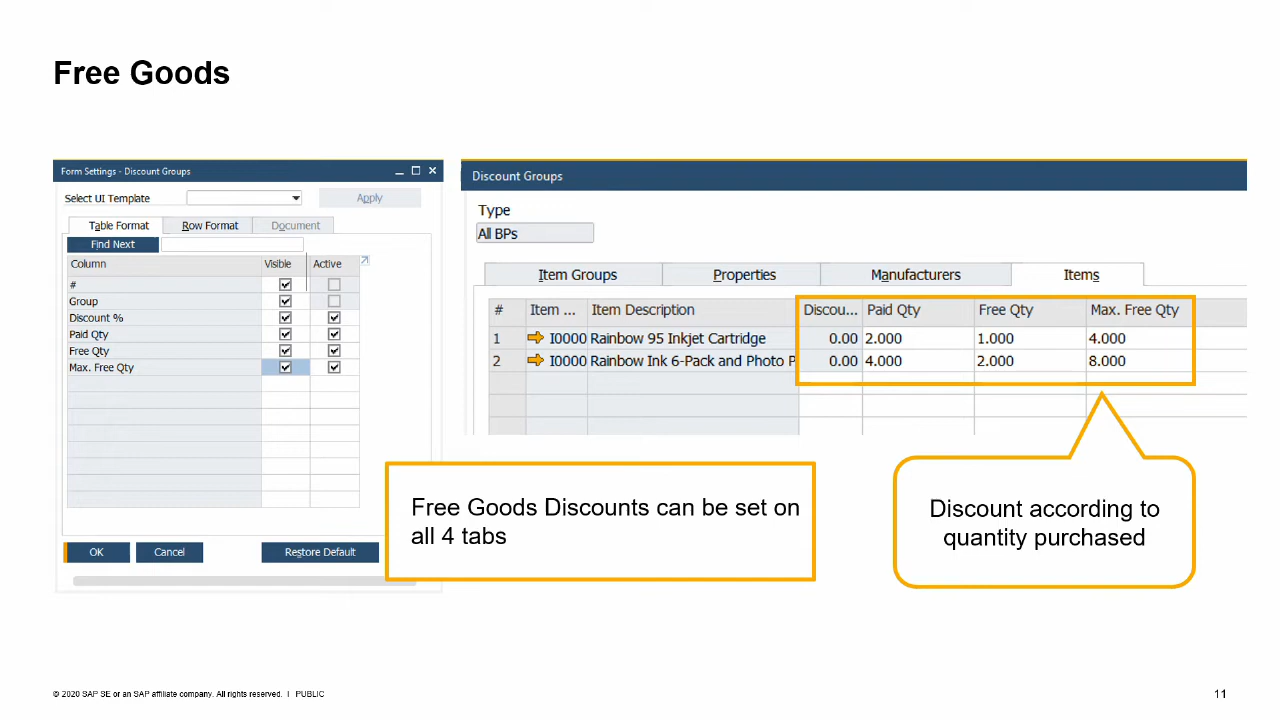 Free Goods
Form Settings - Discount Groups
Select UI Template
Apply
Table Format Row Format Document
Find Next
Column Visible Active
#
Group
Discount %
Paid Qty
Free Qty
Max. Free Qty
OK Cancel Restore Default
Discount Groups
Type
All BPs
Item Groups Properties Manufacturers Items
# Item ... Item Description Discou... Paid Qty Free Qty Max. Free Qty
1 I0000 Rainbow 95 Inkjet Cartridge 0.00 2.000 1.000 4.000
2 I0000 Rainbow Ink 6-Pack and Photo P 0.00 4.000 2.000 8.000
Free Goods Discounts can be set on
all 4 tabs
Discount according to
quantity purchased
© 2020 SAP SE or an SAP affiliate company. All rights reserved. I PUBLIC
11